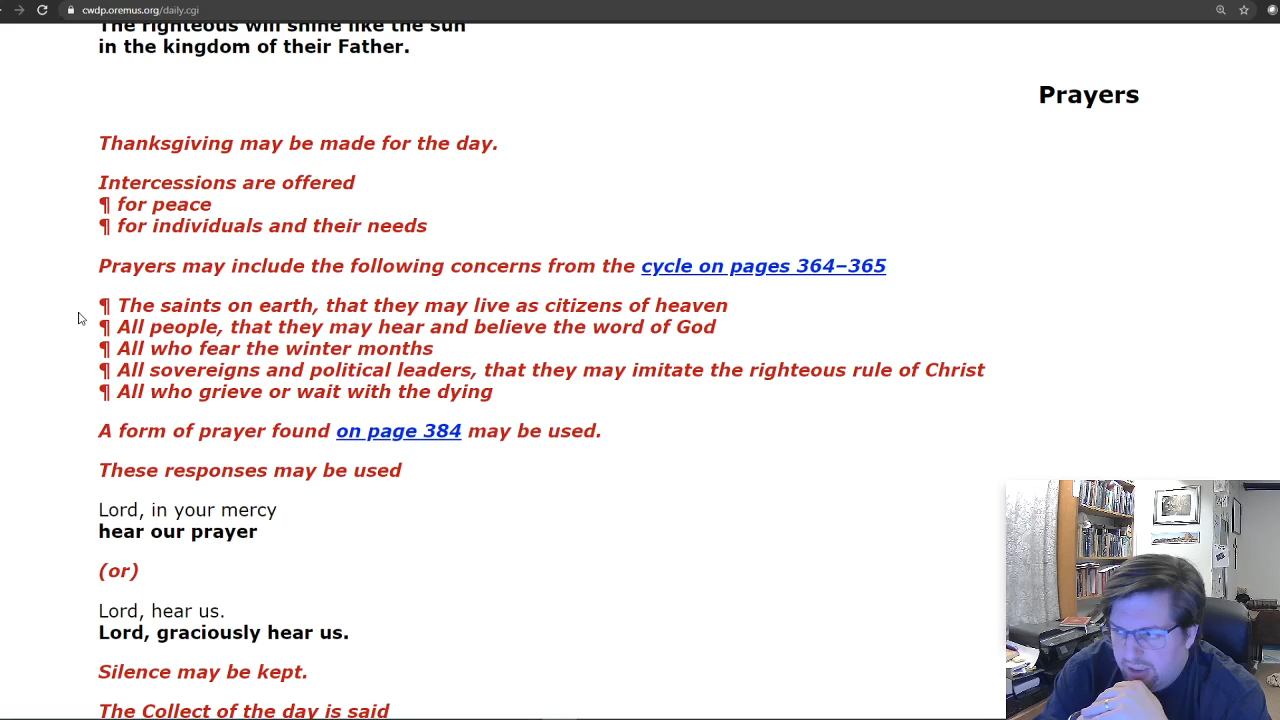 cwdp.oremus.org/daily.cgi
The righteous will shine like the sun
in the kingdom of their Father.
Prayers
Thanksgiving may be made for the day.
Intercessions are offered
¶ for peace
¶ for individuals and their needs
Prayers may include the following concerns from the cycle on pages 364–365
¶ The saints on earth, that they may live as citizens of heaven
¶ All people, that they may hear and believe the word of God
¶ All who fear the winter months
¶ All sovereigns and political leaders, that they may imitate the righteous rule of Christ
¶ All who grieve or wait with the dying
A form of prayer found on page 384 may be used.
These responses may be used
Lord, in your mercy
hear our prayer
(or)
Lord, hear us.
Lord, graciously hear us.
Silence may be kept.
The Collect of the day is said